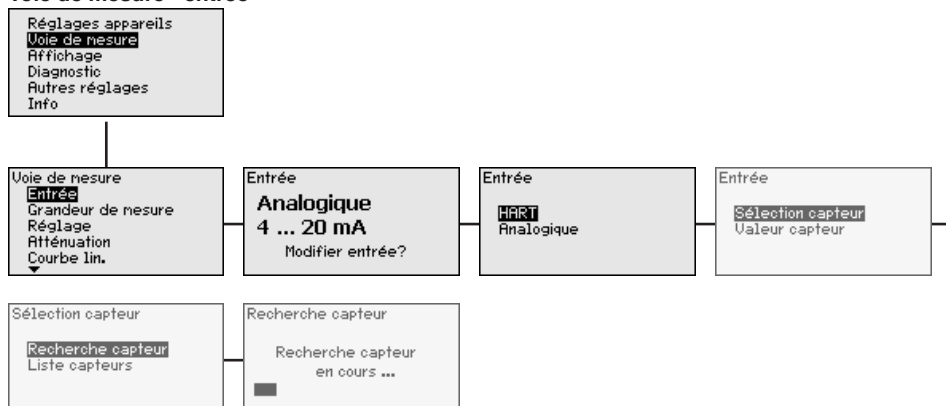 Voie de mesure - entrée
Réglages appareils
Voie de mesure
Affichage
Diagnostic
Autres réglages
Info
Voie de mesure
Entrée
Grandeur de mesure
Réglage
Atténuation
Courbe lin.
Entrée
Analogique
4 ... 20 mA
Modifier entrée?
Entrée
HART
Analogique
Entrée
Sélection capteur
Valeur capteur
Sélection capteur
Recherche capteur
Liste capteurs
Recherche capteur
Recherche capteur
en cours ...